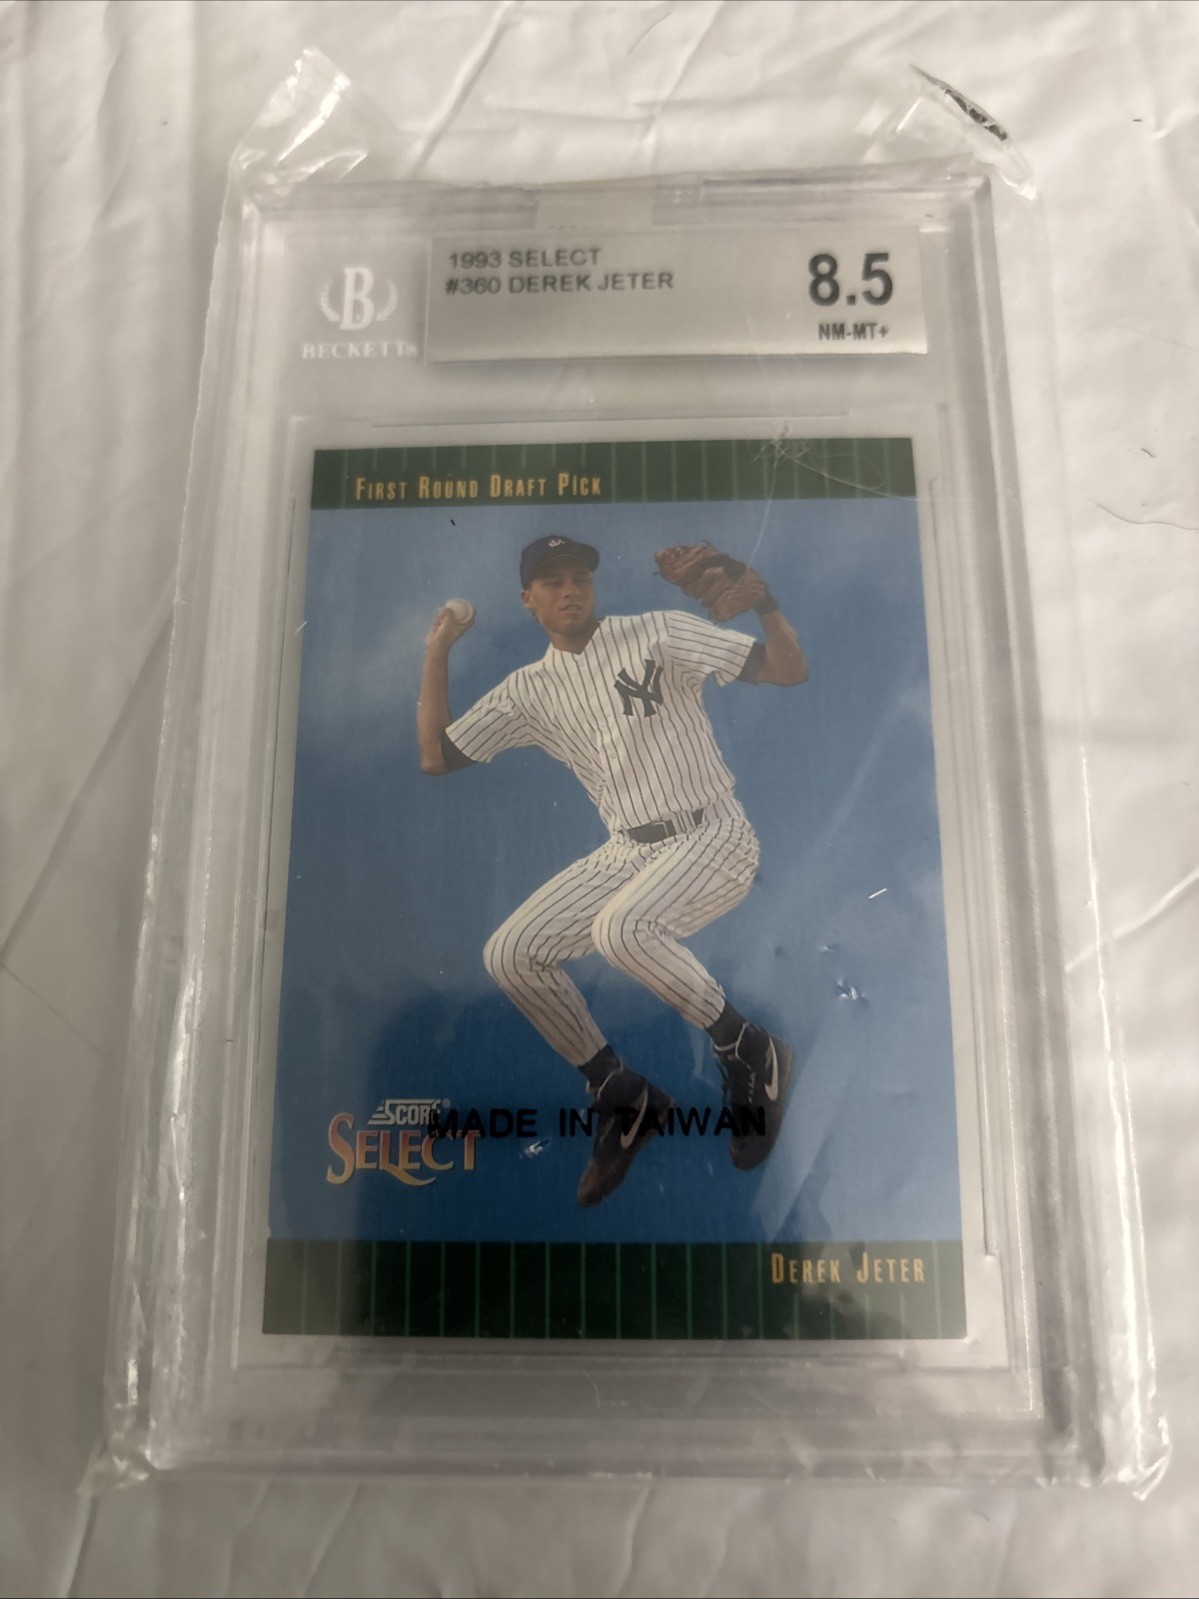 1993 SELECT
#360 DEREK JETER
8.5
NM-MT+
B
BECKETT®
FIRST ROUND DRAFT PICK
NY
SCORE®
SELECT
MADE IN TAIWAN
DEREK JETER